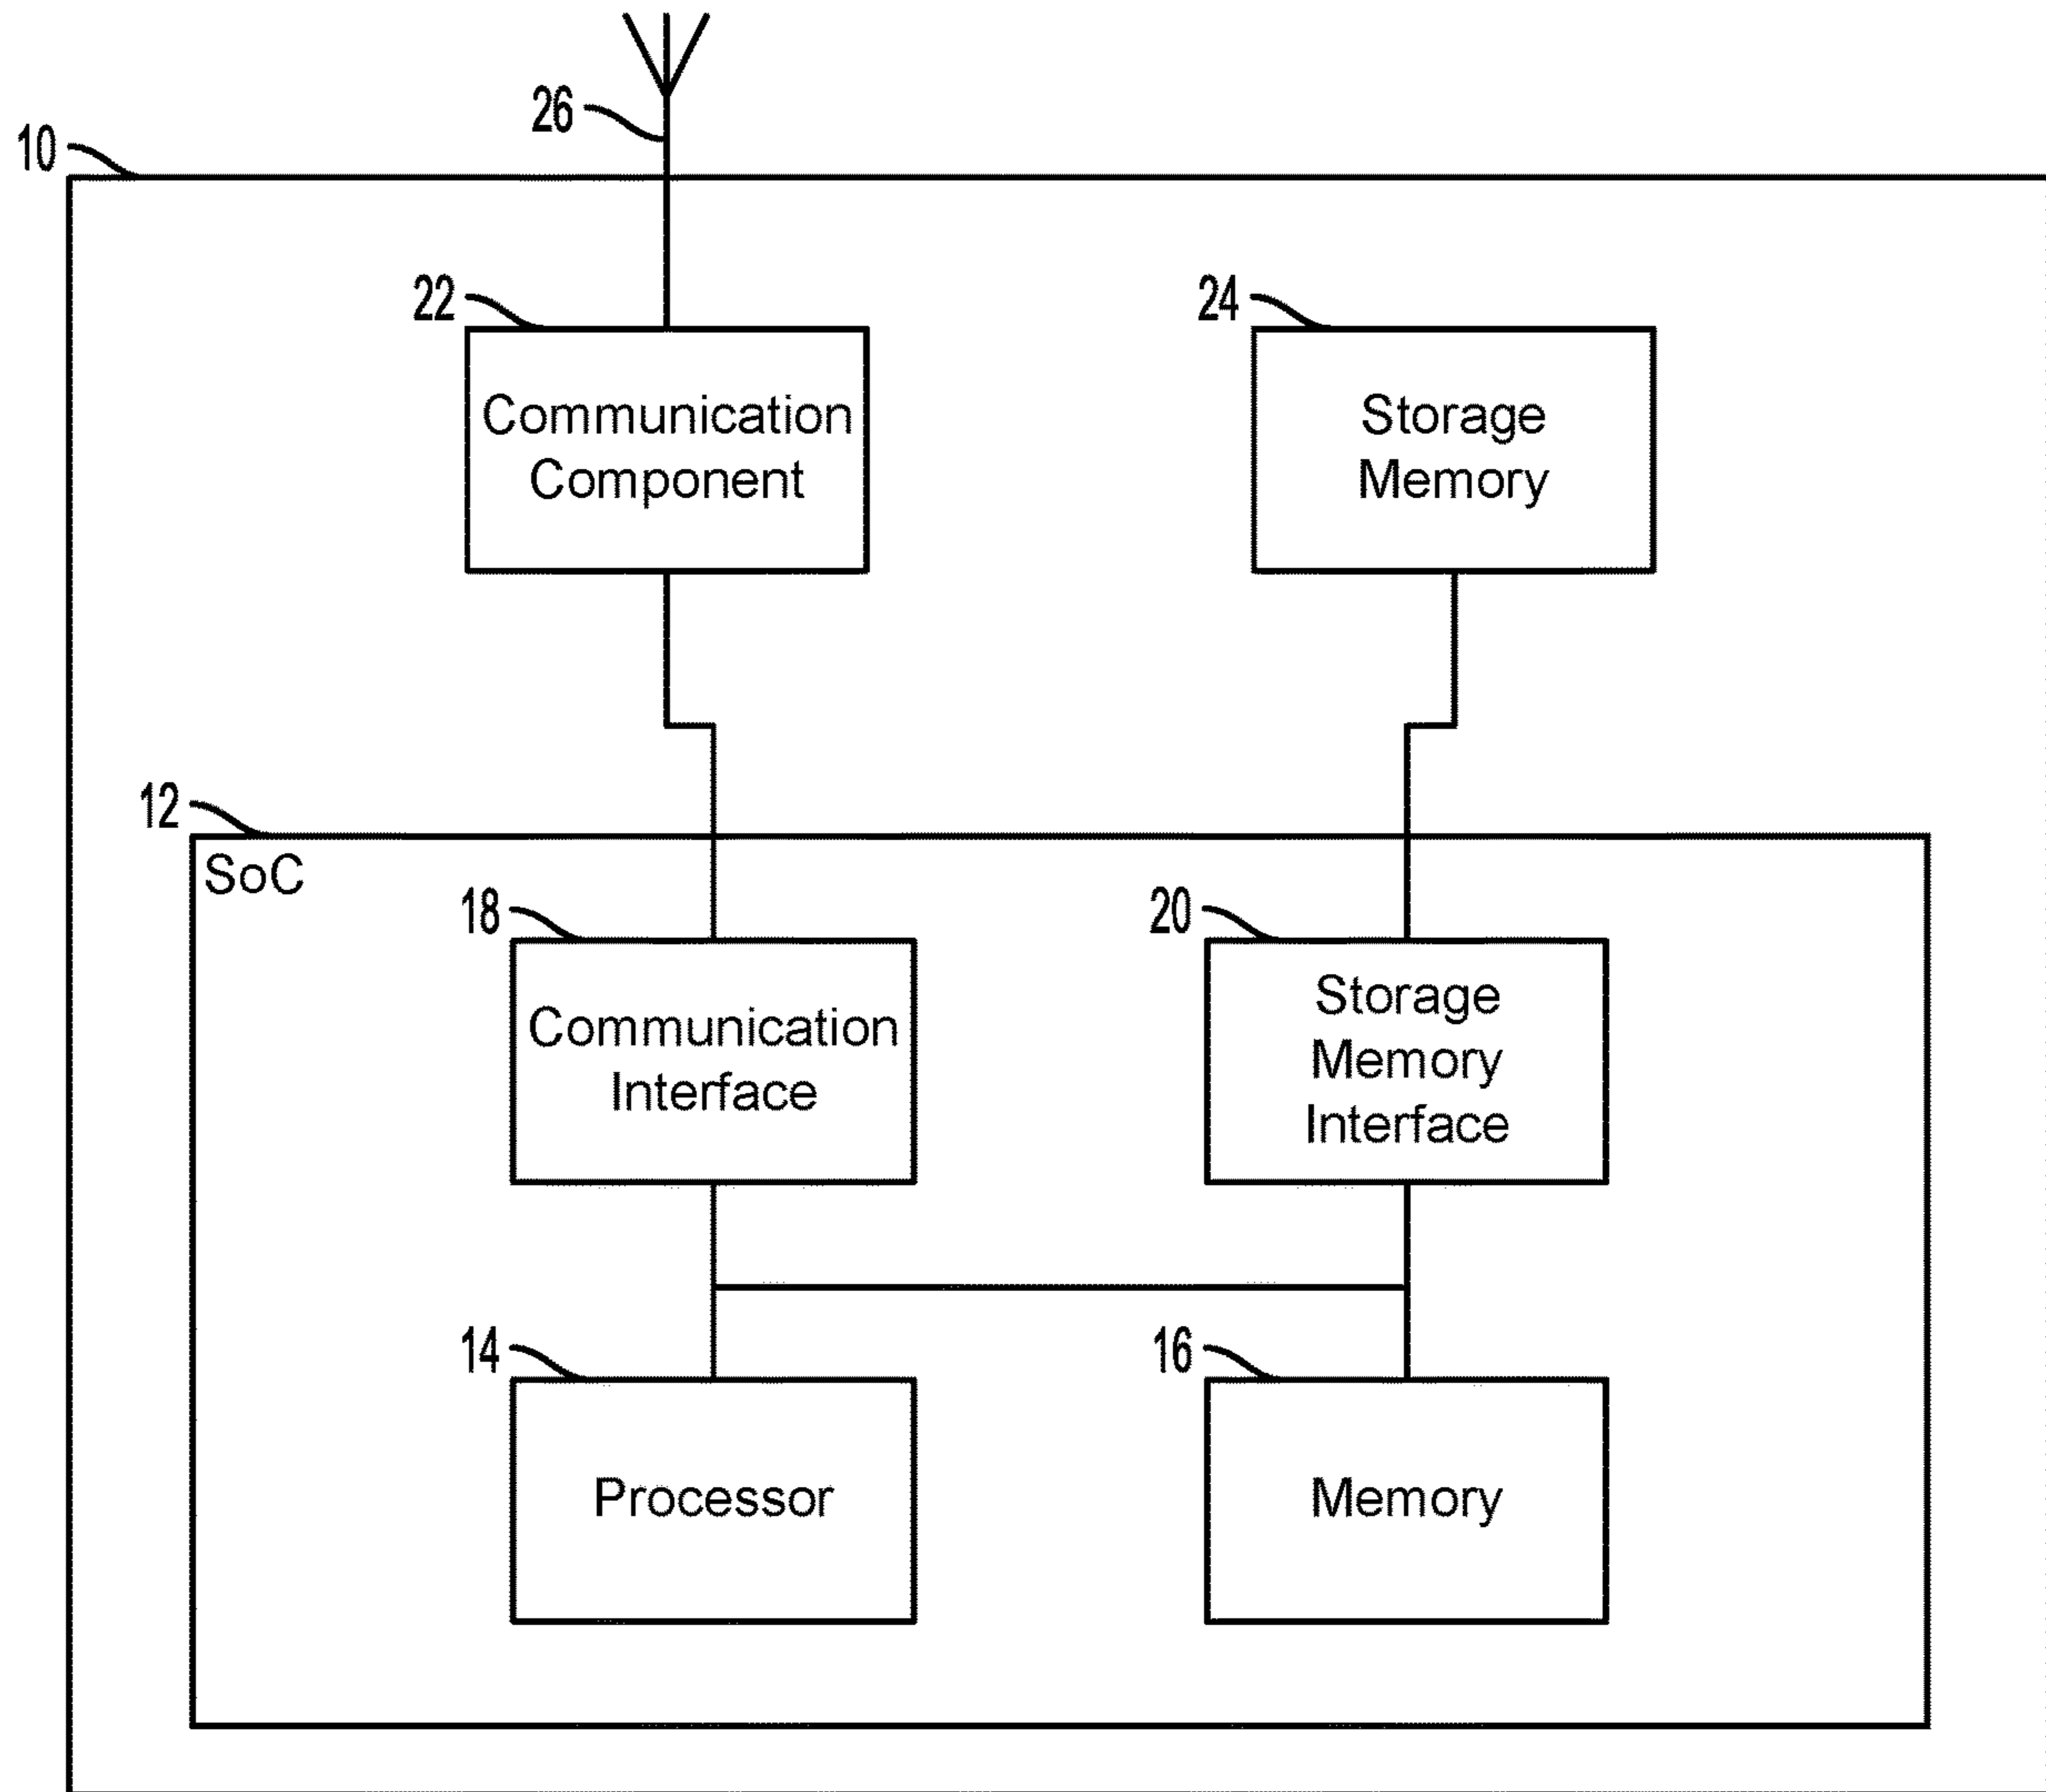 26
10
22
24
Communication
Component
Storage
Memory
12
SoC
18
20
Communication
Interface
Storage
Memory
Interface
14
16
Processor
Memory